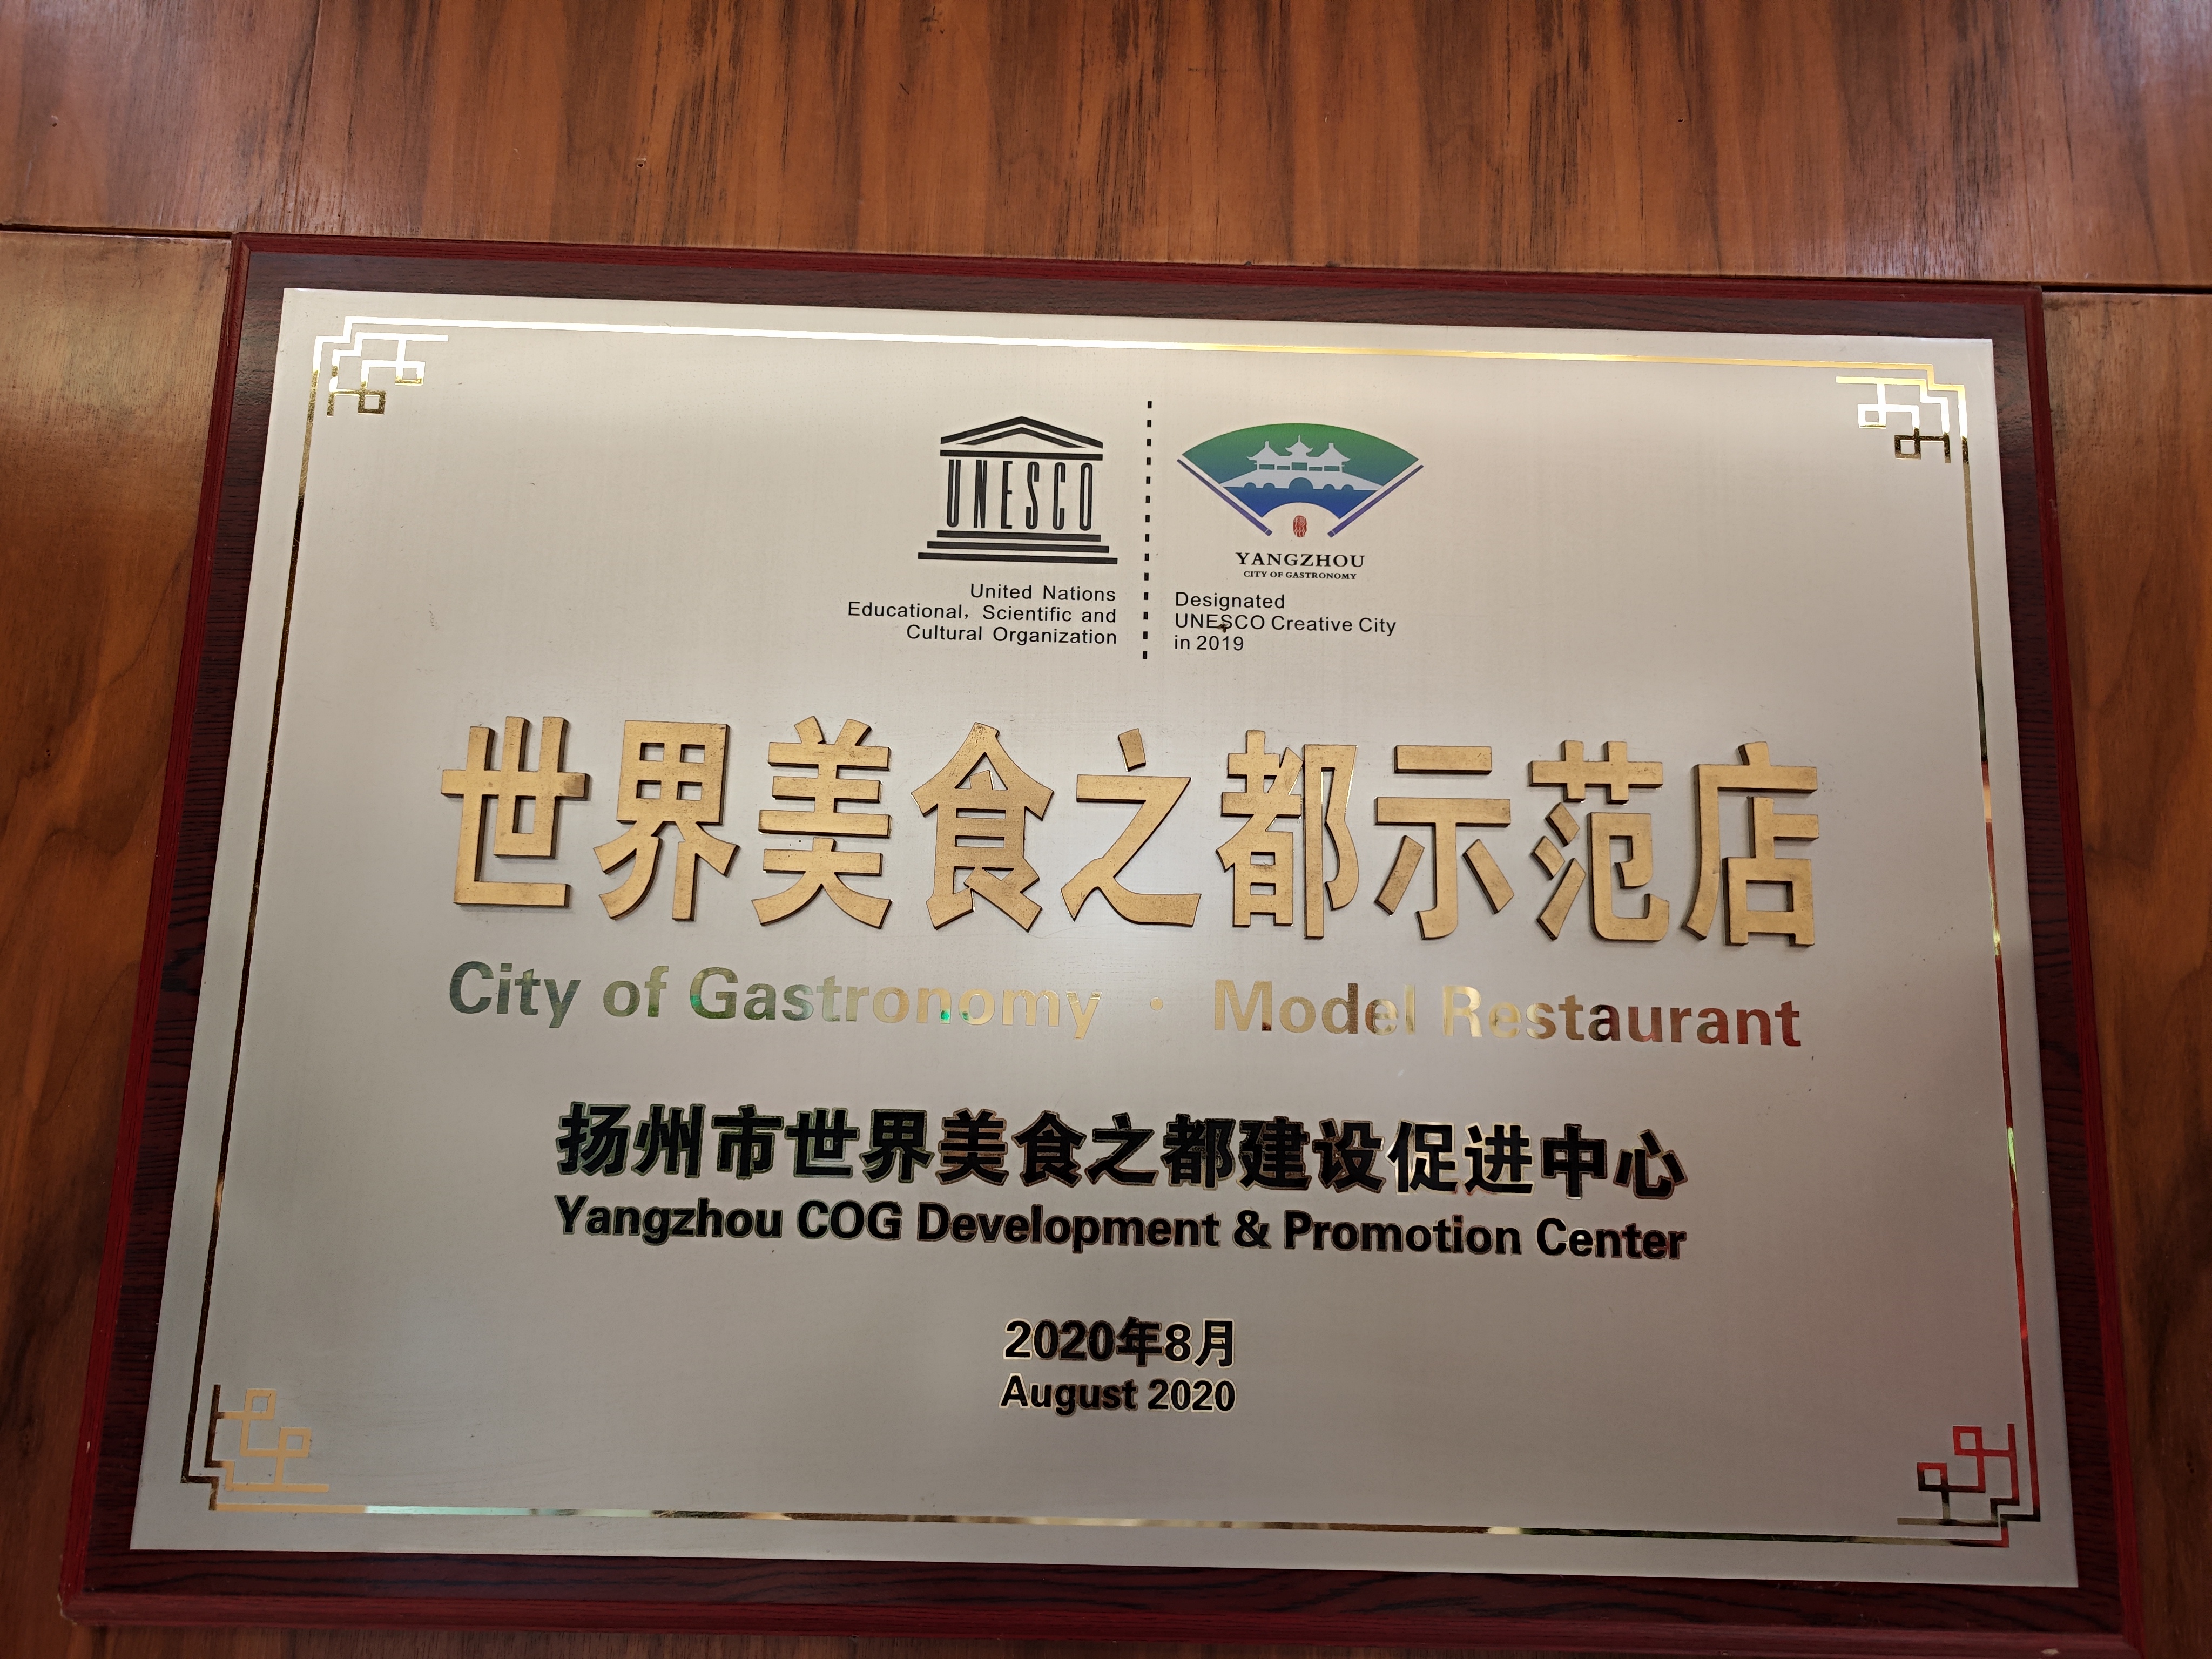 UNESCO
United Nations
Educational, Scientific and
Cultural Organization
YANGZHOU
CITY OF GASTRONOMY
Designated
UNESCO Creative City
in 2019
世界美食之都示范店
City of Gastronomy · Model Restaurant
扬州市世界美食之都建设促进中心
Yangzhou COG Development & Promotion Center
2020年8月
August 2020